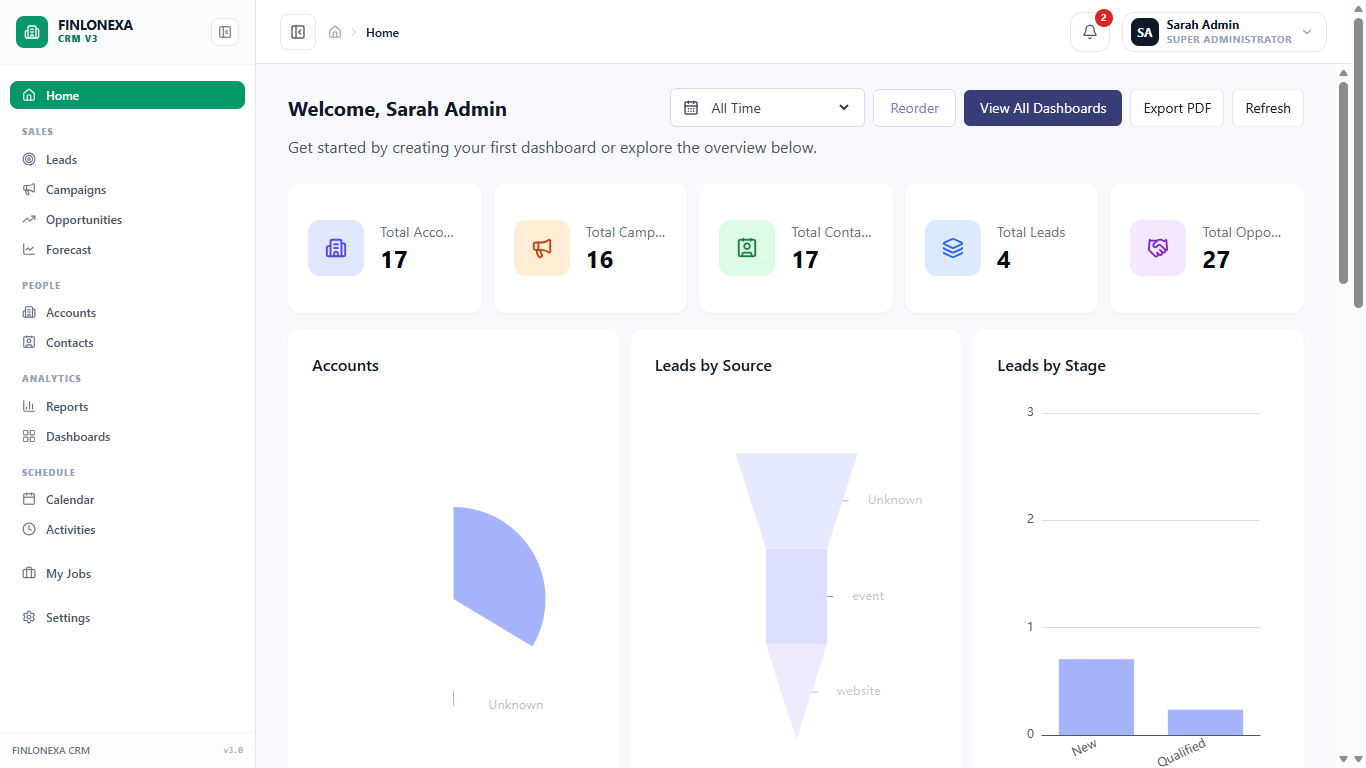 FINLONEXA
CRM V3
Home
SALES
Leads
Campaigns
Opportunities
Forecast
PEOPLE
Accounts
Contacts
ANALYTICS
Reports
Dashboards
SCHEDULE
Calendar
Activities
My Jobs
Settings
FINLONEXA CRM v3.0
Home
2
SA
Sarah Admin
SUPER ADMINISTRATOR
Welcome, Sarah Admin
All Time
Reorder
View All Dashboards
Export PDF
Refresh
Get started by creating your first dashboard or explore the overview below.
Total Acco...
17
Total Camp...
16
Total Conta...
17
Total Leads
4
Total Oppo...
27
Accounts
Unknown
Leads by Source
Unknown
event
website
Leads by Stage
3
2
1
0
New
Qualified